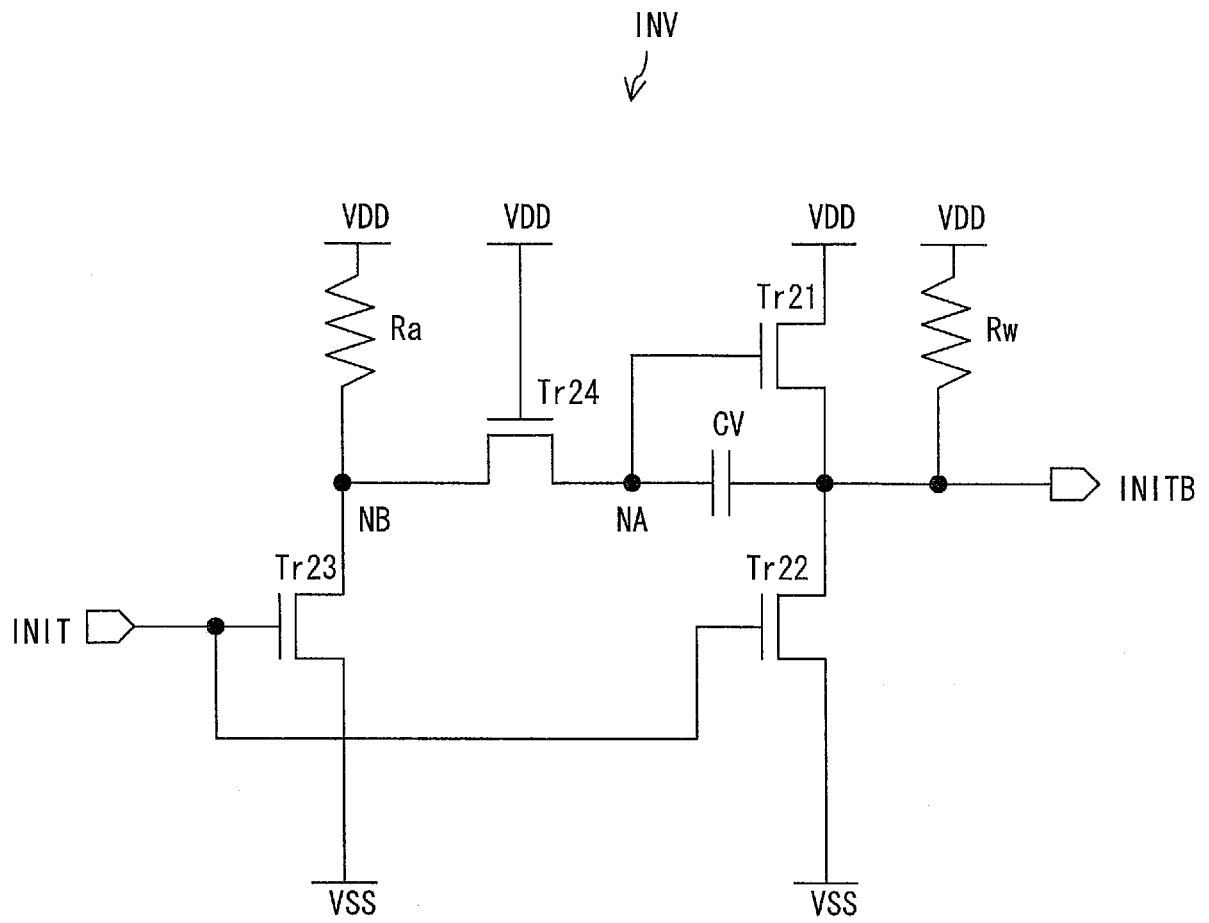 INV
VDD
VDD
VDD
VDD
Tr21
Ra
Rw
Tr24
CV
NB
NA
INITB
Tr23
Tr22
INIT
VSS
VSS